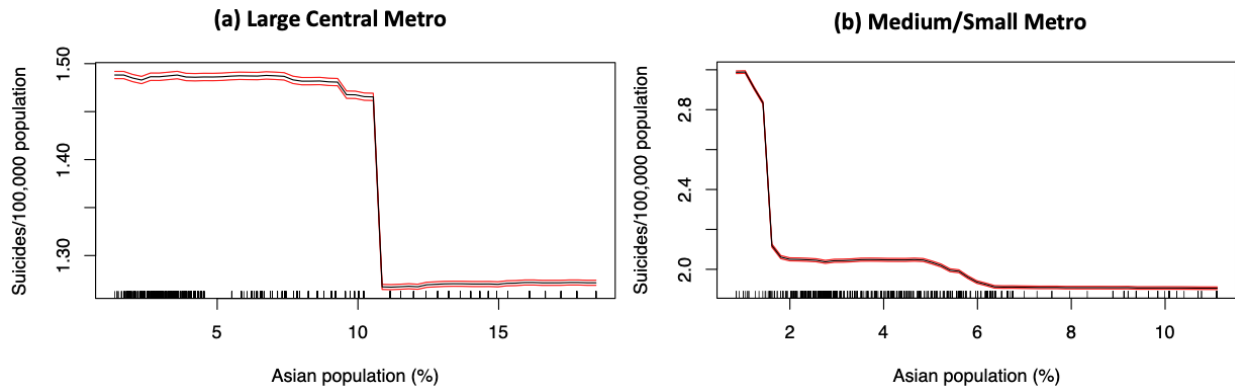 (a) Large Central Metro
Suicides/100,000 population
1.50
1.40
1.30
5
10
15
Asian population (%)
(b) Medium/Small Metro
Suicides/100,000 population
2.8
2.4
2.0
2
4
6
8
10
Asian population (%)